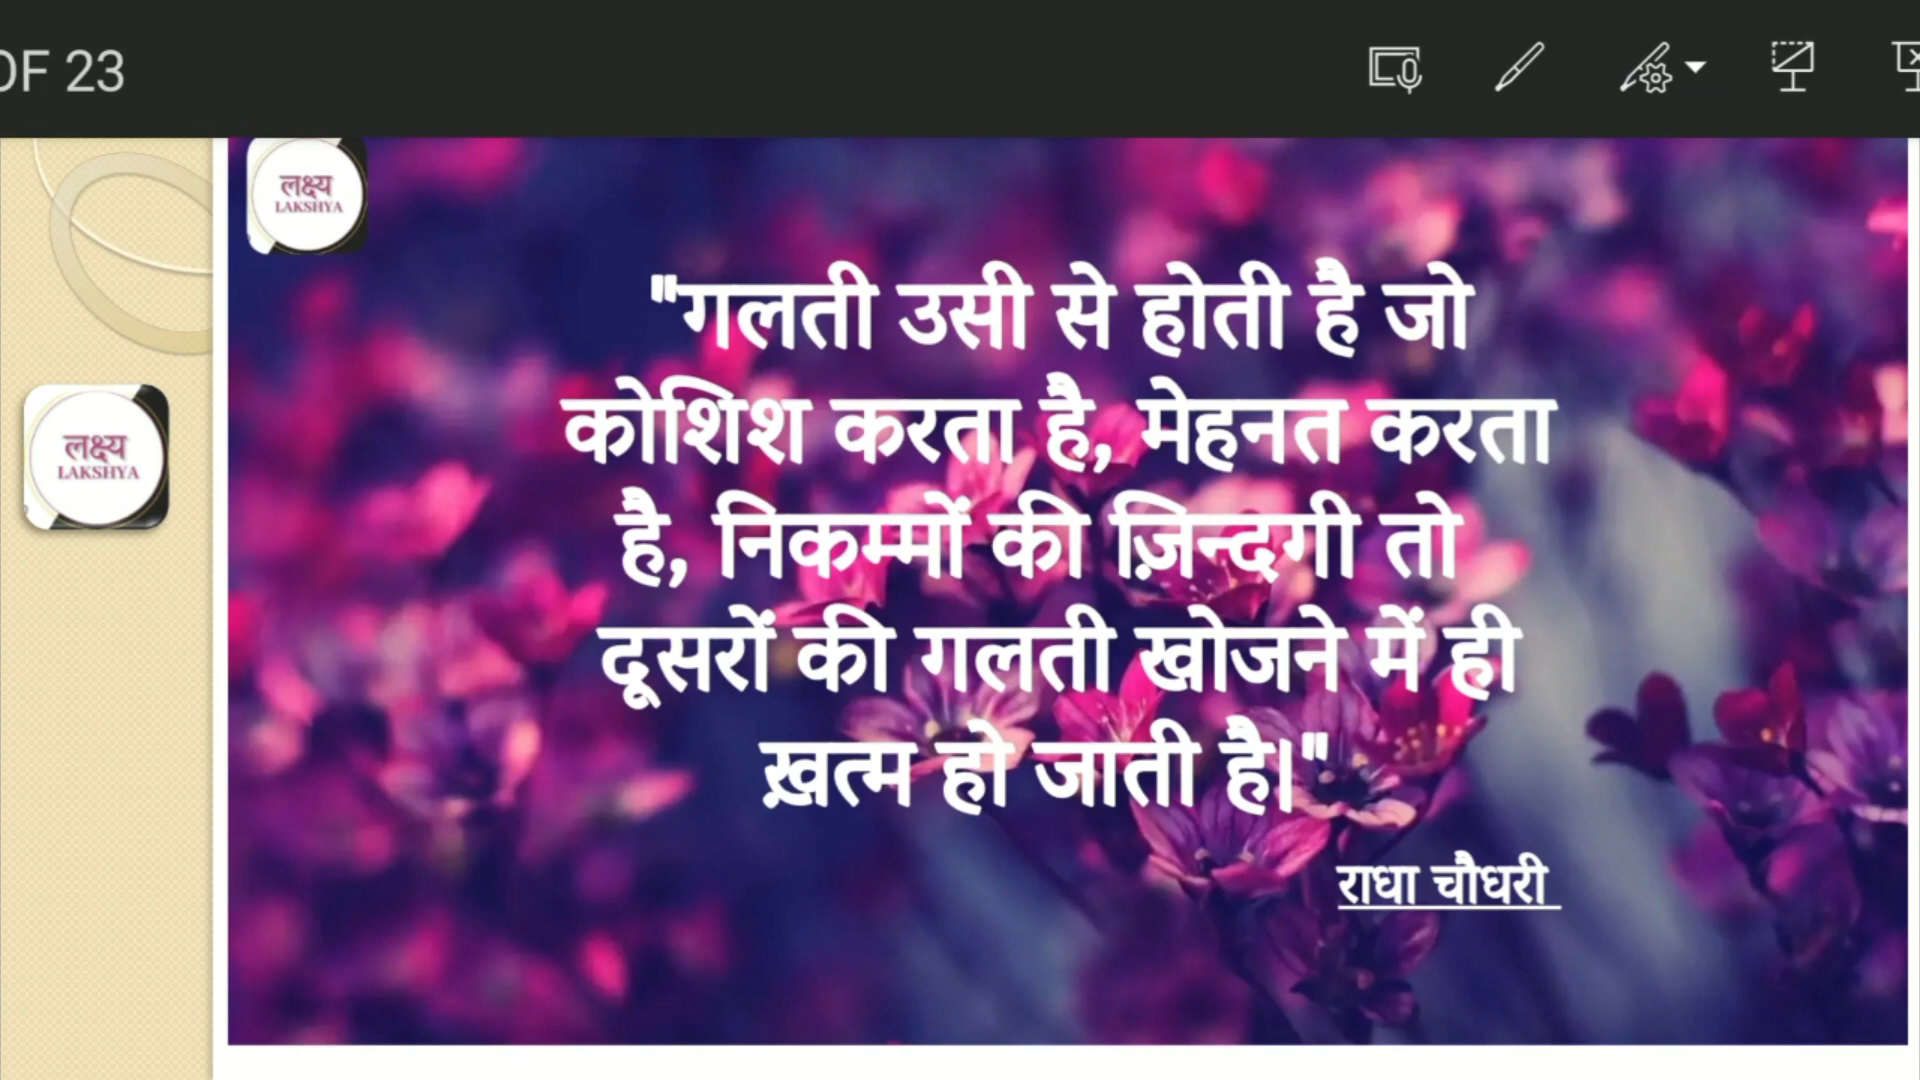 OF 23
लक्ष्य
LAKSHYA
लक्ष्य
LAKSHYA
"गलती उसी से होती है जो
कोशिश करता है, मेहनत करता
है, निकम्मों की ज़िन्दगी तो
दूसरों की गलती खोजने में ही
ख़त्म हो जाती है।"
राधा चौधरी